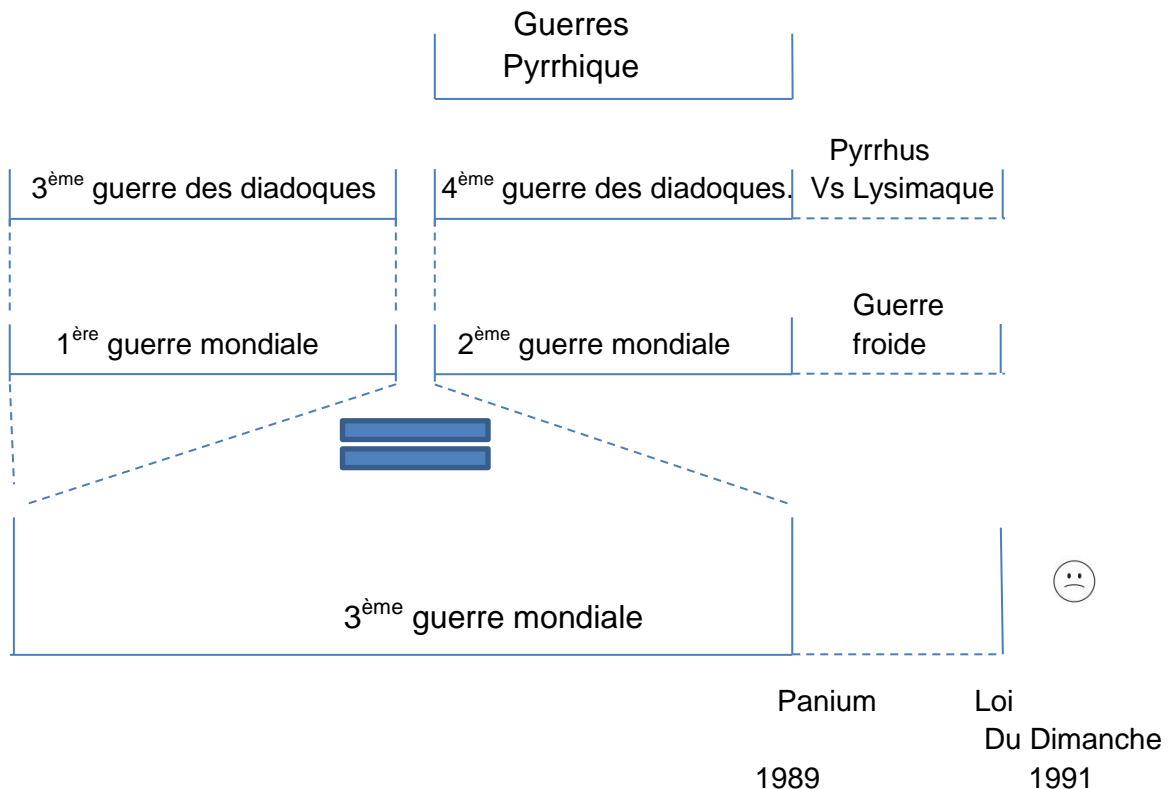 Guerres
Pyrrhique
3ème guerre des diadoques
4ème guerre des diadoques.
Pyrrhus
Vs Lysimaque
1ère guerre mondiale
2ème guerre mondiale
Guerre
froide
3ème guerre mondiale
Panium
Loi
Du Dimanche
1989
1991